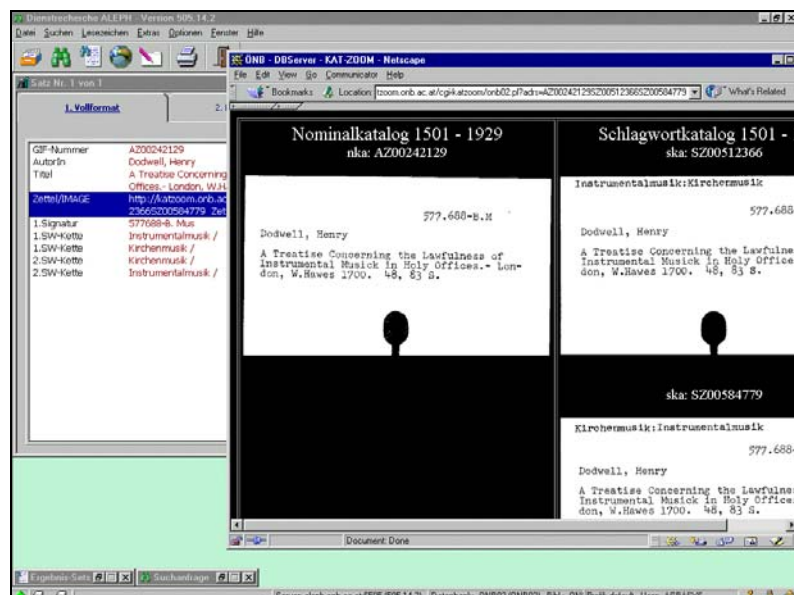 Dienstrecherche ALEPH - Version 505.14.2
Datei Suchen Lesezeichen Extras Optionen Fenster Hilfe
Satz Nr. 1 von 1
1. Vollformat
2.
GIF-Nummer AZ00242129
AutorIn Dodwell, Henry
Titel A Treatise Concerning
Offices.- London, W.H
Zettel/IMAGE http://katzoom.onb.ac
2366SZ00584779 Zet
1.Signatur 577688-B. Mus
1.SW-Kette Instrumentalmusik /
1.SW-Kette Kirchenmusik /
2.SW-Kette Kirchenmusik /
2.SW-Kette Instrumentalmusik /
ÖNB - DBServer - KAT-ZOOM - Netscape
File Edit View Go Communicator Help
Bookmarks Location: tzoom.onb.ac.at/cgi-katzoom/onb02.pl?adrs=AZ00242129SZ00512366SZ00584779 What's Related
Nominalkatalog 1501 - 1929
nka: AZ00242129
577.688-B.M
Dodwell, Henry
A Treatise Concerning the Lawfulness of
Instrumental Musick in Holy Offices.- Lon-
don, W.Hawes 1700. 48, 83 S.
Schlagwortkatalog 1501 -
ska: SZ00512366
Instrumentalmusik:Kirchenmusik
577.688
Dodwell, Henry
A Treatise Concerning the Lawfulne
Instrumental Musick in Holy Office
don, W.Hawes 1700. 48, 83 S.
ska: SZ00584779
Kirchenmusik:Instrumentalmusik
577.688
Dodwell, Henry
A Treatise Concerning the Lawfulne
Instrumental Musick in Holy Office
don, W.Hawes 1700. 48, 83 S.
Document: Done
Ergebnis-Sets Suchanfrage